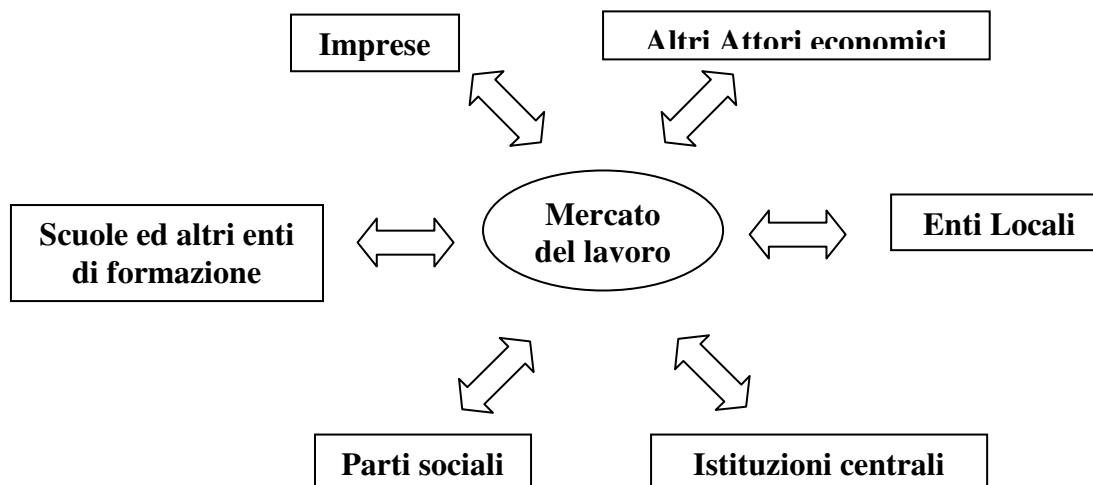 Imprese
Altri Attori economici
Mercato
del lavoro
Enti Locali
Scuole ed altri enti
di formazione
Parti sociali
Istituzioni centrali